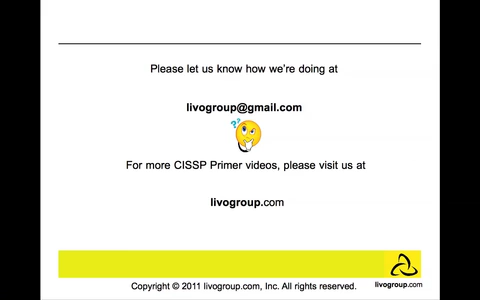 Please let us know how we're doing at
livogroup@gmail.com
??
For more CISSP Primer videos, please visit us at
livogroup.com
Copyright © 2011 livogroup.com, Inc. All rights reserved.
livogroup.com